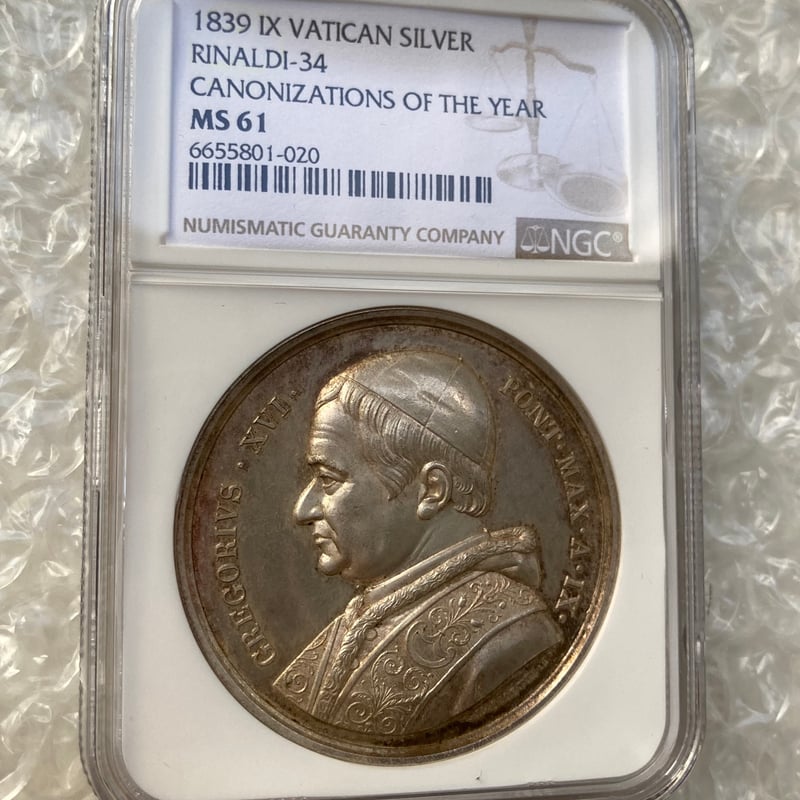 1839 IX VATICAN SILVER
RINALDI-34
CANONIZATIONS OF THE YEAR
MS 61
6655801-020
NUMISMATIC GUARANTY COMPANY NGC®
GREGORIVS · XVI · PONT · MAX · A · IX ·